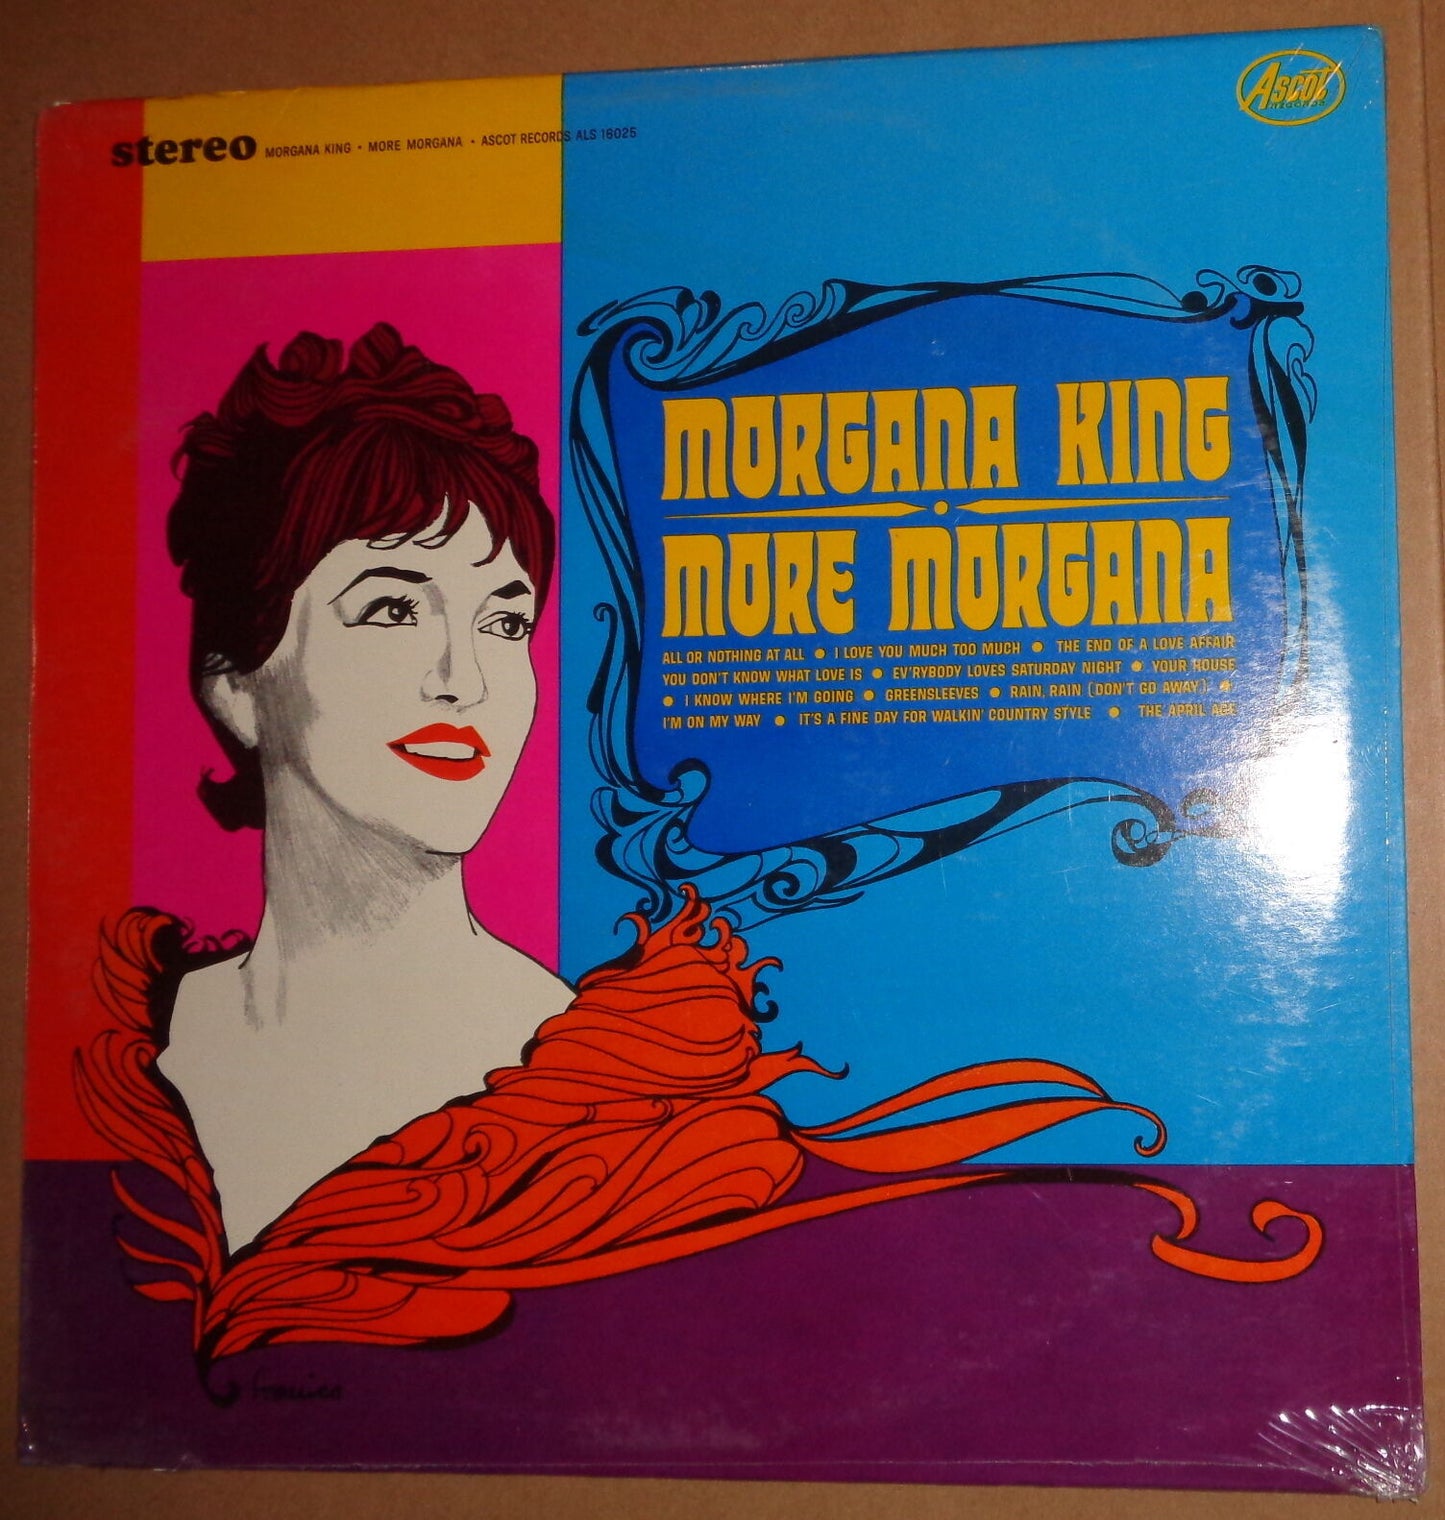 stereo MORGANA KING • MORE MORGANA • ASCOT RECORDS ALS 16025
ASCOT
RECORDS
MORGANA KING
MORE MORGANA
ALL OR NOTHING AT ALL ● I LOVE YOU MUCH TOO MUCH ● THE END OF A LOVE AFFAIR
YOU DON'T KNOW WHAT LOVE IS ● EV'RYBODY LOVES SATURDAY NIGHT ● YOUR HOUSE
● I KNOW WHERE I'M GOING ● GREENSLEEVES ● RAIN, RAIN (DON'T GO AWAY) ●
I'M ON MY WAY ● IT'S A FINE DAY FOR WALKIN' COUNTRY STYLE ● THE APRIL AGE